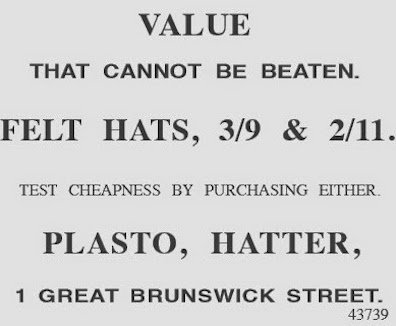 VALUE
THAT CANNOT BE BEATEN.
FELT HATS, 3/9 & 2/11.
TEST CHEAPNESS BY PURCHASING EITHER.
PLASTO, HATTER,
1 GREAT BRUNSWICK STREET.
43739